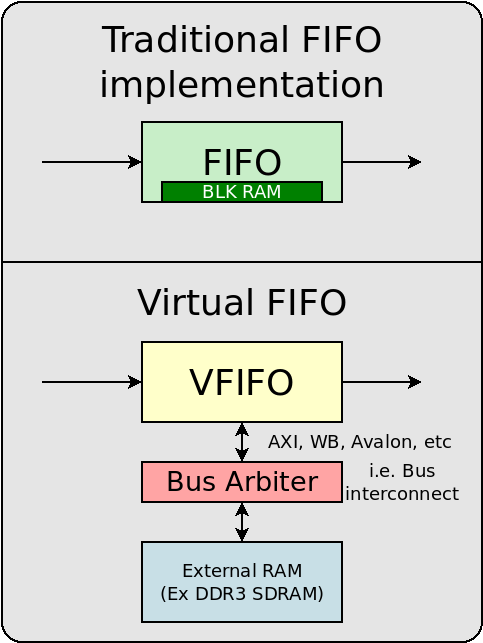 Traditional FIFO
implementation
FIFO
BLK RAM
Virtual FIFO
VFIFO
AXI, WB, Avalon, etc
Bus Arbiter
i.e. Bus
interconnect
External RAM
(Ex DDR3 SDRAM)